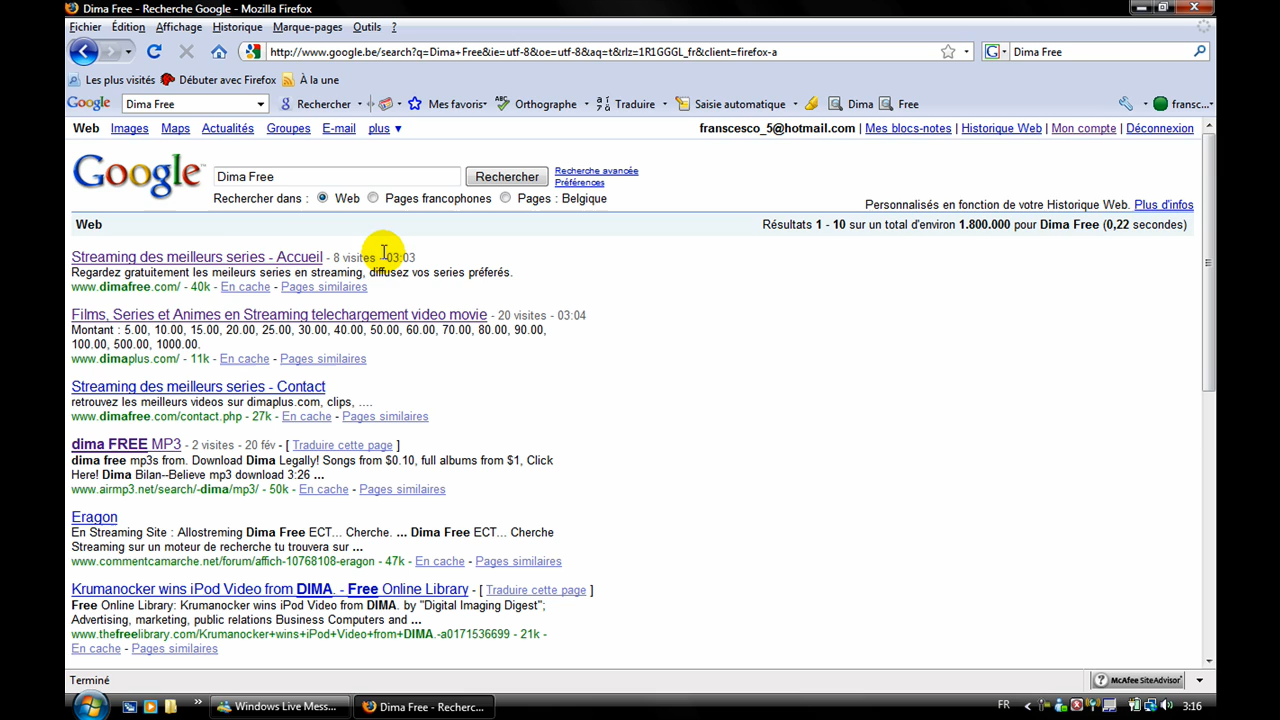 Dima Free - Recherche Google - Mozilla Firefox
Fichier Édition Affichage Historique Marque-pages Outils ?
http://www.google.be/search?q=Dima+Free&ie=utf-8&oe=utf-8&aq=t&rlz=1R1GGGL_fr&client=firefox-a Dima Free
Les plus visités Débuter avec Firefox À la une
Google Dima Free Rechercher Mes favoris Orthographe Traduire Saisie automatique Dima Free fransc...
Web Images Maps Actualités Groupes E-mail plus ▼ franscesco_5@hotmail.com | Mes blocs-notes | Historique Web | Mon compte | Déconnexion
Google™ Dima Free Rechercher Recherche avancée
Préférences
Rechercher dans : Web Pages francophones Pages : Belgique
Personnalisés en fonction de votre Historique Web. Plus d'infos
Web Résultats 1 - 10 sur un total d'environ 1.800.000 pour Dima Free (0,22 secondes)
Streaming des meilleurs series - Accueil - 8 visites - 03:03
Regardez gratuitement les meileurs series en streaming, diffusez vos series préferés.
www.dimafree.com/ - 40k - En cache - Pages similaires
Films, Series et Animes en Streaming telechargement video movie - 20 visites - 03:04
Montant : 5.00, 10.00, 15.00, 20.00, 25.00, 30.00, 40.00, 50.00, 60.00, 70.00, 80.00, 90.00,
100.00, 500.00, 1000.00.
www.dimaplus.com/ - 11k - En cache - Pages similaires
Streaming des meilleurs series - Contact
retrouvez les meilleurs videos sur dimaplus.com, clips, ....
www.dimafree.com/contact.php - 27k - En cache - Pages similaires
dima FREE MP3 - 2 visites - 20 fév - [ Traduire cette page ]
dima free mp3s from. Download Dima Legally! Songs from $0.10, full albums from $1, Click
Here! Dima Bilan--Believe mp3 download 3:26 ...
www.airmp3.net/search/-dima/mp3/ - 50k - En cache - Pages similaires
Eragon
En Streaming Site : Allostreming Dima Free ECT... Cherche. ... Dima Free ECT... Cherche
Streaming sur un moteur de recherche tu trouvera sur ...
www.commentcamarche.net/forum/affich-10768108-eragon - 47k - En cache - Pages similaires
Krumanocker wins iPod Video from DIMA. - Free Online Library - [ Traduire cette page ]
Free Online Library: Krumanocker wins iPod Video from DIMA. by "Digital Imaging Digest";
Advertising, marketing, public relations Business Computers and ...
www.thefreelibrary.com/Krumanocker+wins+iPod+Video+from+DIMA.-a0171536699 - 21k -
En cache - Pages similaires
Terminé McAfee SiteAdvisor
Windows Live Mess... Dima Free - Recherc... FR 3:16